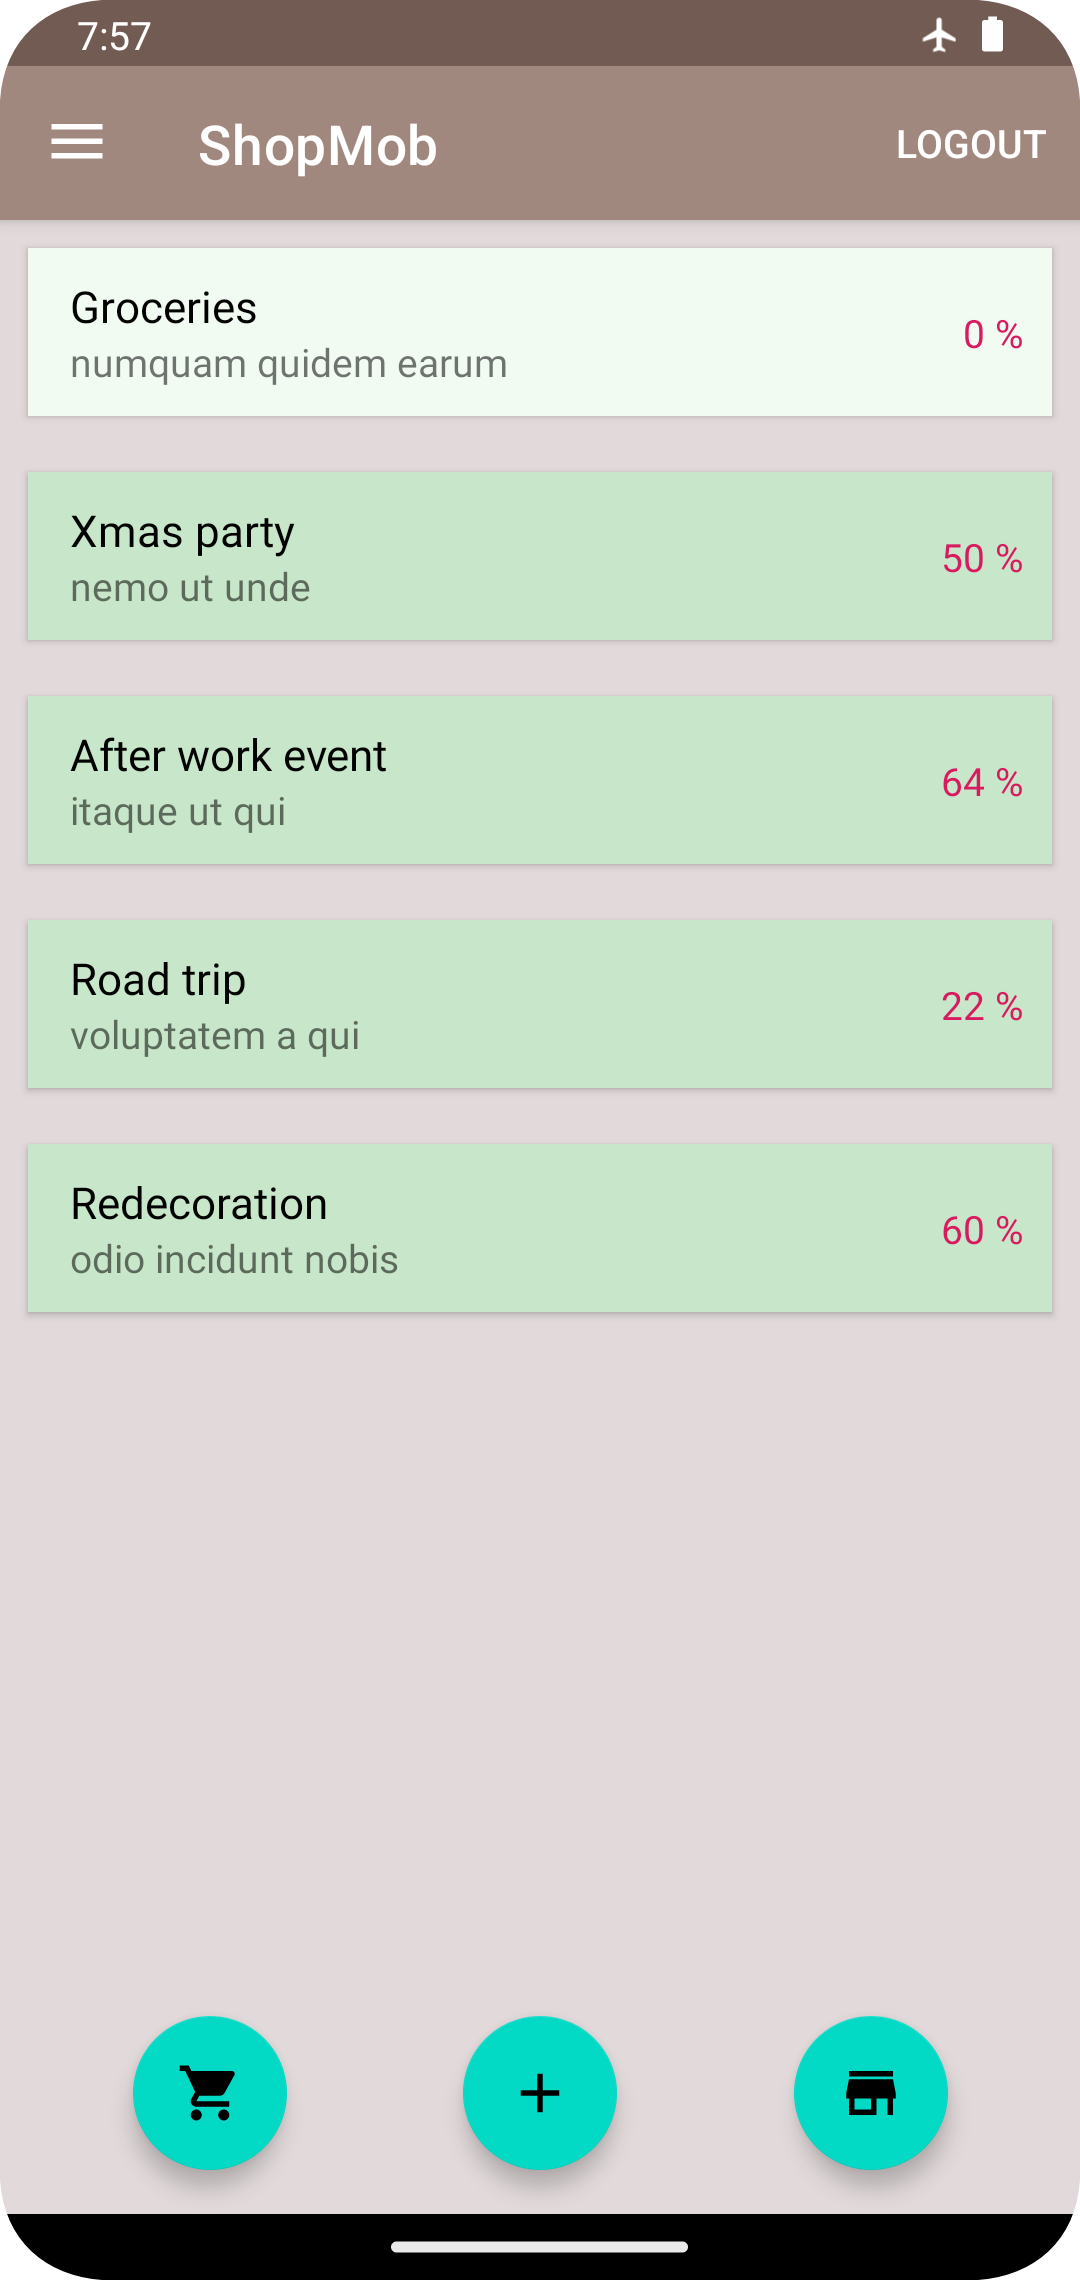 7:57
ShopMob
LOGOUT
Groceries
numquam quidem earum
0 %
Xmas party
nemo ut unde
50 %
After work event
itaque ut qui
64 %
Road trip
voluptatem a qui
22 %
Redecoration
odio incidunt nobis
60 %